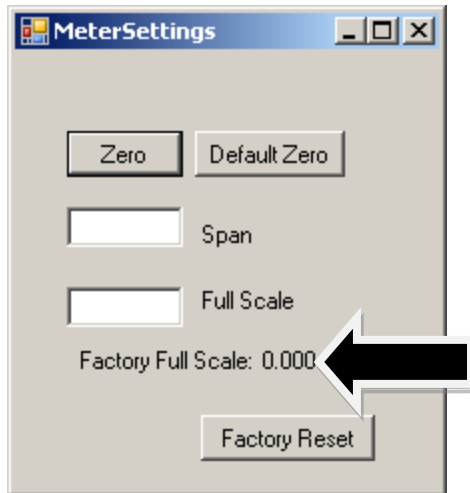 MeterSettings
Zero Default Zero
Span
Full Scale
Factory Full Scale: 0.000
Factory Reset